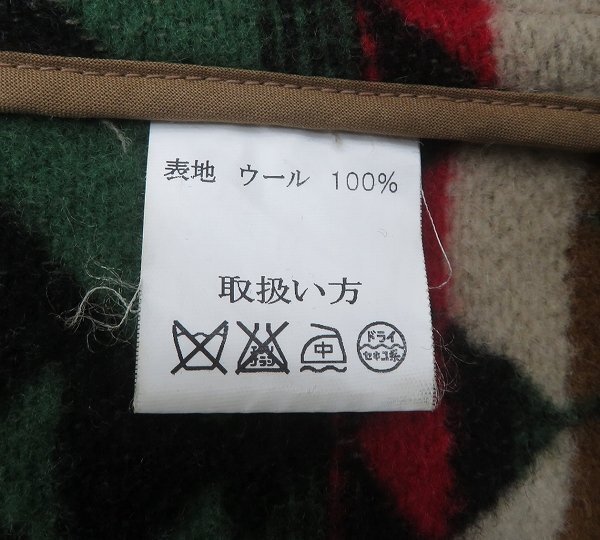 表地 ウール 100%
取扱い方
中 ドライ
セキユ系